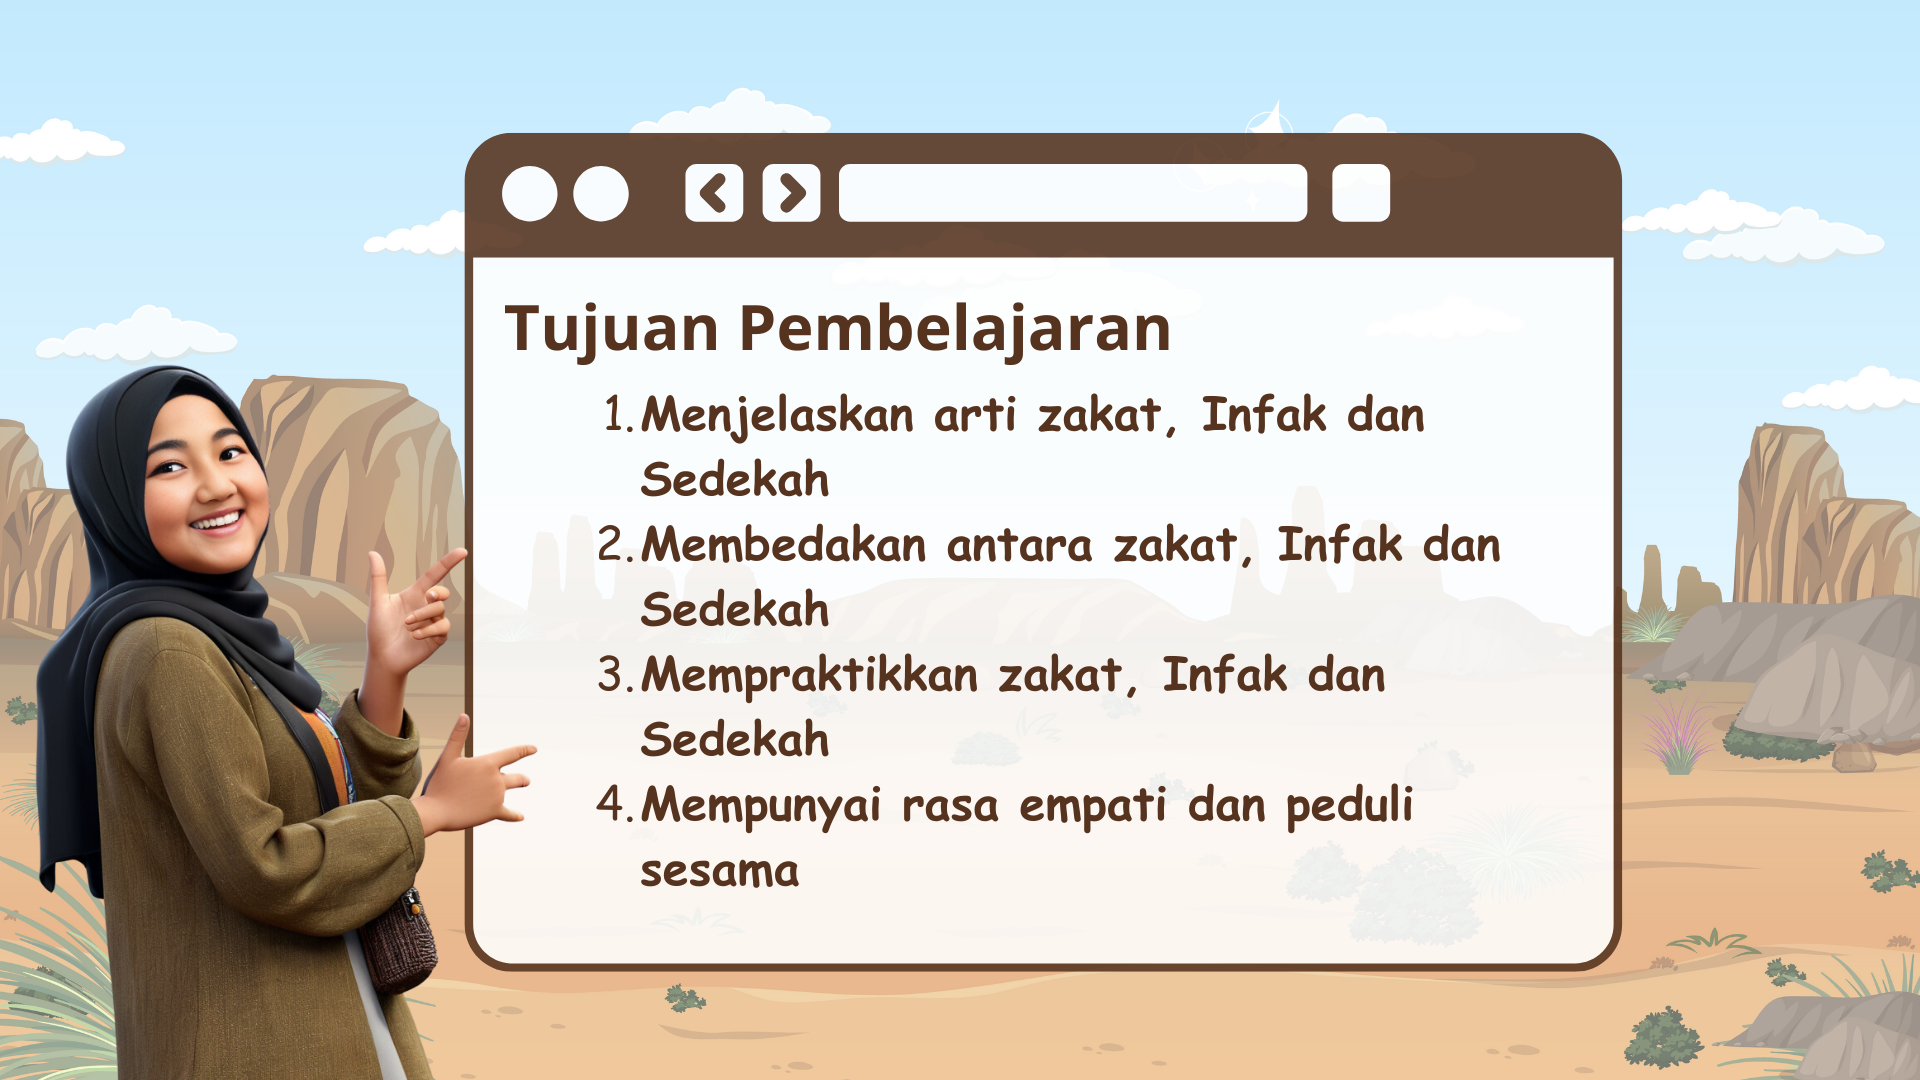 Tujuan Pembelajaran
1. Menjelaskan arti zakat, Infak dan
Sedekah
2. Membedakan antara zakat, Infak dan
Sedekah
3. Mempraktikkan zakat, Infak dan
Sedekah
4. Mempunyai rasa empati dan peduli
sesama